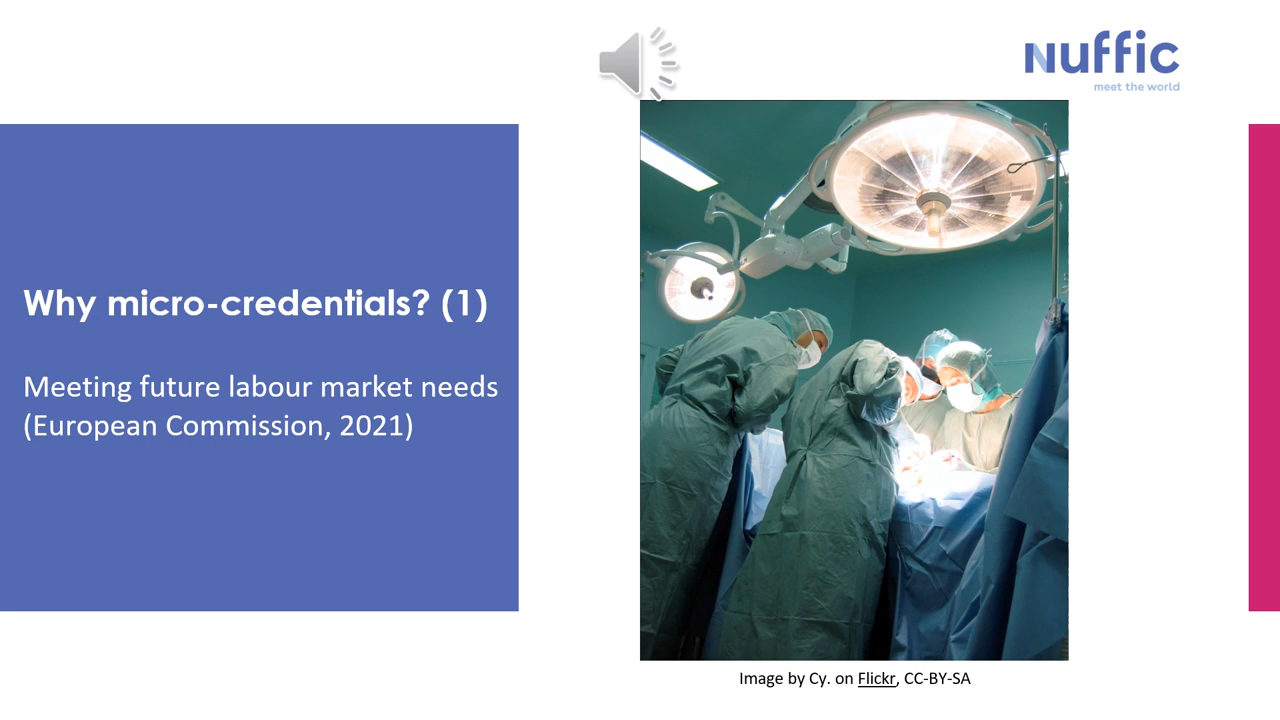 nuffic
meet the world
Why micro-credentials? (1)
Meeting future labour market needs
(European Commission, 2021)
Image by Cy. on Flickr, CC-BY-SA